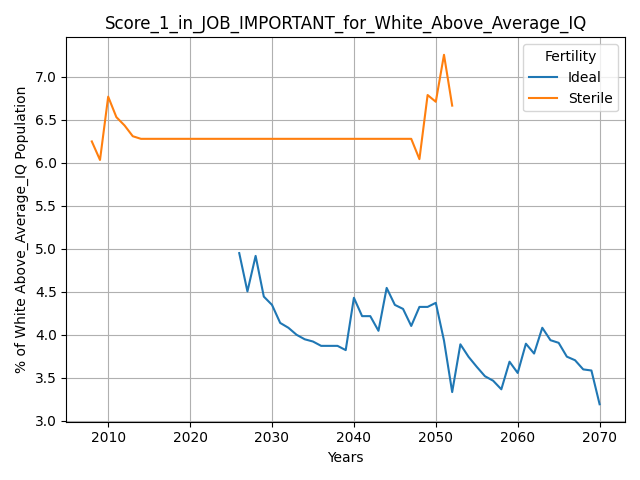 Score_1_in_JOB_IMPORTANT_for_White_Above_Average_IQ
% of White Above_Average_IQ Population
7.0
6.5
6.0
5.5
5.0
4.5
4.0
3.5
3.0
Fertility
Ideal
Sterile
2010 2020 2030 2040 2050 2060 2070
Years